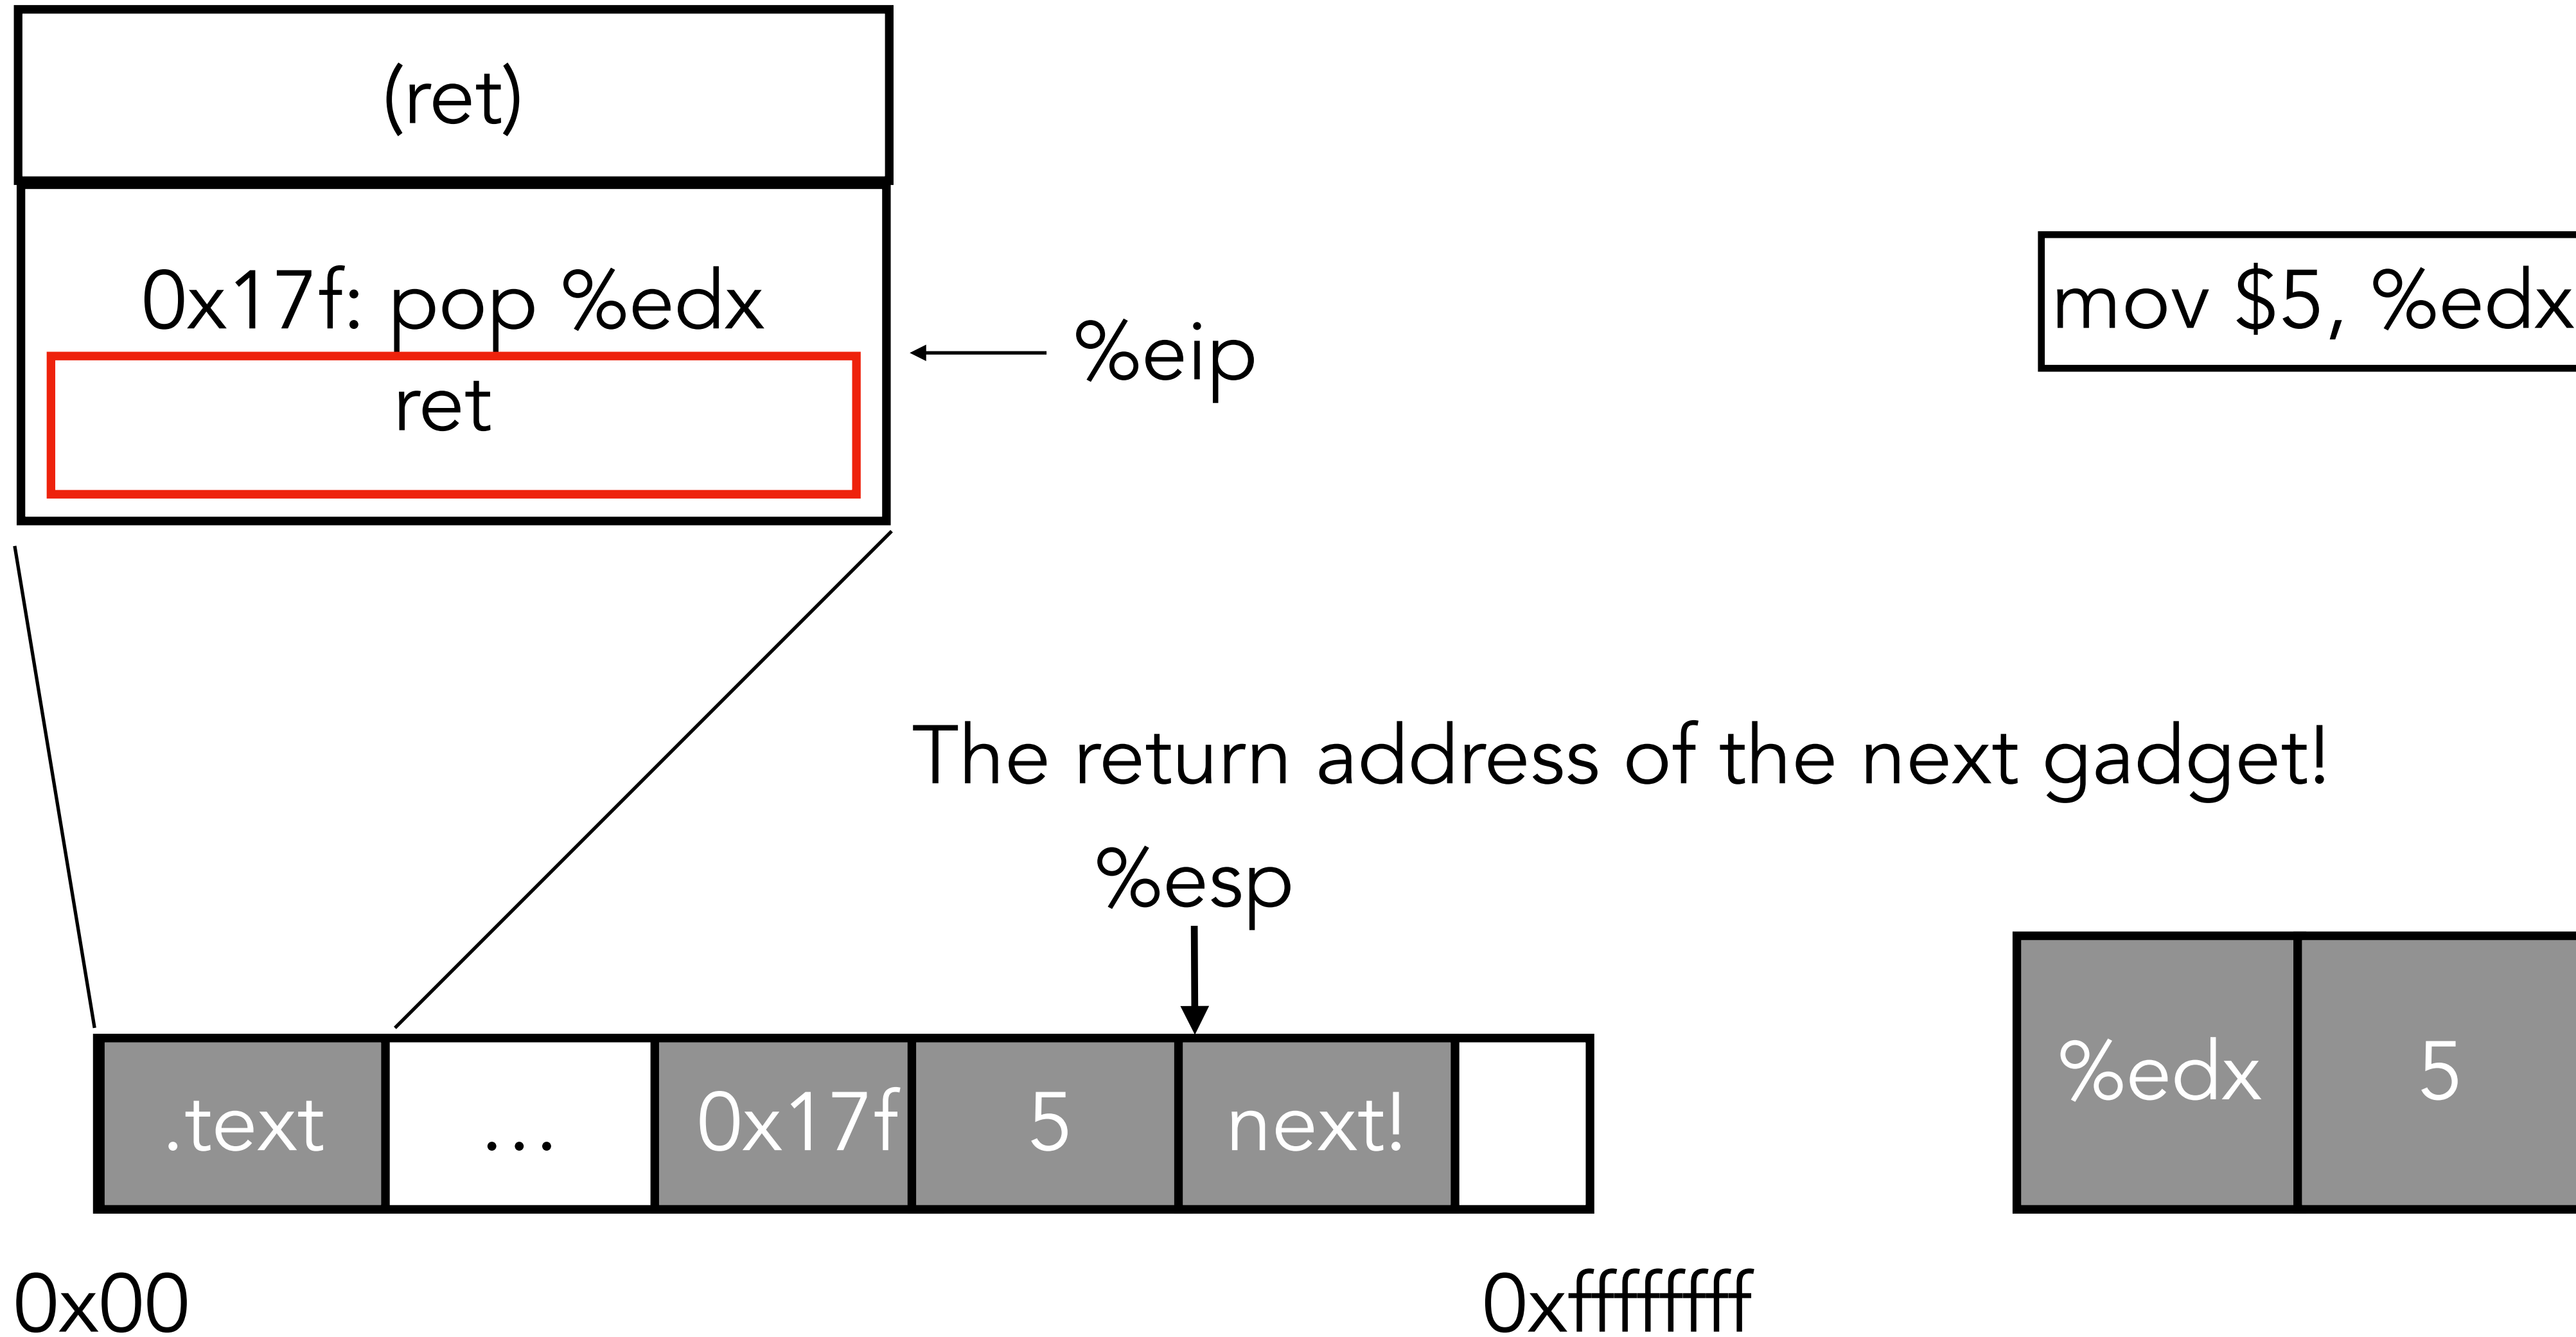 (ret)
0x17f: pop %edx
ret
%eip
mov $5, %edx
The return address of the next gadget!
%esp
.text
...
0x17f
5
next!
%edx
5
0x00
0xffffffff